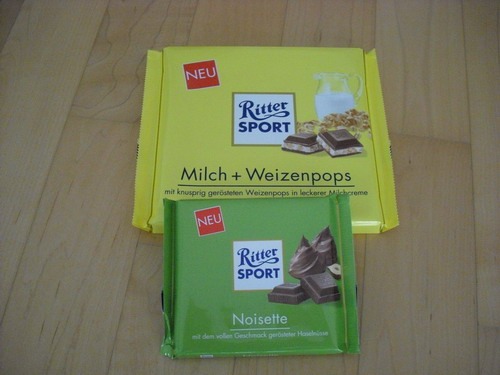 NEU
Ritter
SPORT
Milch + Weizenpops
mit knusprig gerösteten Weizenpops in leckerer Milchcreme
NEU
Ritter
SPORT
Noisette
mit dem vollen Geschmack gerösteter Haselnüsse